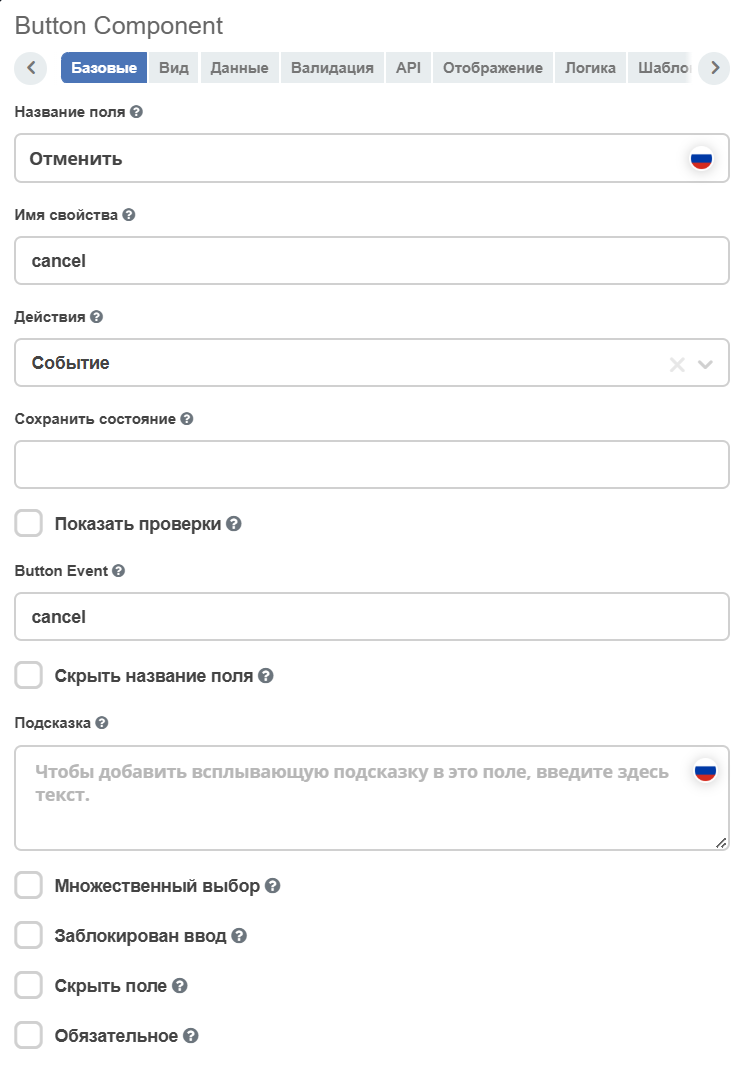 Button Component
Базовые Вид Данные Валидация API Отображение Логика Шабло
Название поля
Отменить
Имя свойства
cancel
Действия
Событие
Сохранить состояние
Показать проверки
Button Event
cancel
Скрыть название поля
Подсказка
Чтобы добавить всплывающую подсказку в это поле, введите здесь
текст.
Множественный выбор
Заблокирован ввод
Скрыть поле
Обязательное